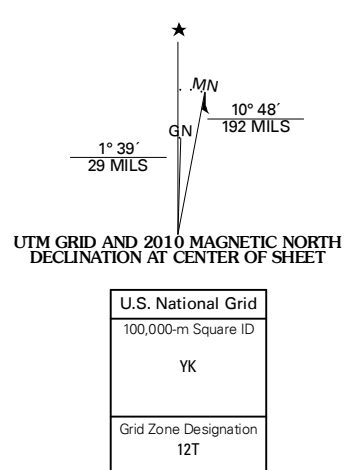 ★
MN
10° 48´
192 MILS
GN
1° 39´
29 MILS
UTM GRID AND 2010 MAGNETIC NORTH
DECLINATION AT CENTER OF SHEET
U.S. National Grid
100,000-m Square ID
YK
Grid Zone Designation
12T